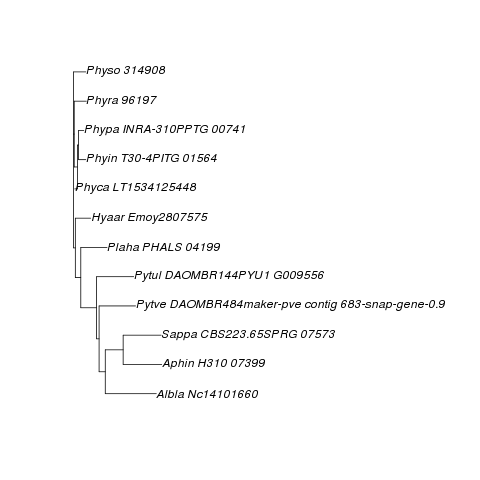 Physo 314908
Phyra 96197
Phypa INRA-310PPTG 00741
Phyin T30-4PITG 01564
Phyca LT1534125448
Hyaar Emoy2807575
Plaha PHALS 04199
Pytul DAOMBR144PYU1 G009556
Pytve DAOMBR484maker-pve contig 683-snap-gene-0.9
Sappa CBS223.65SPRG 07573
Aphin H310 07399
Albla Nc14101660